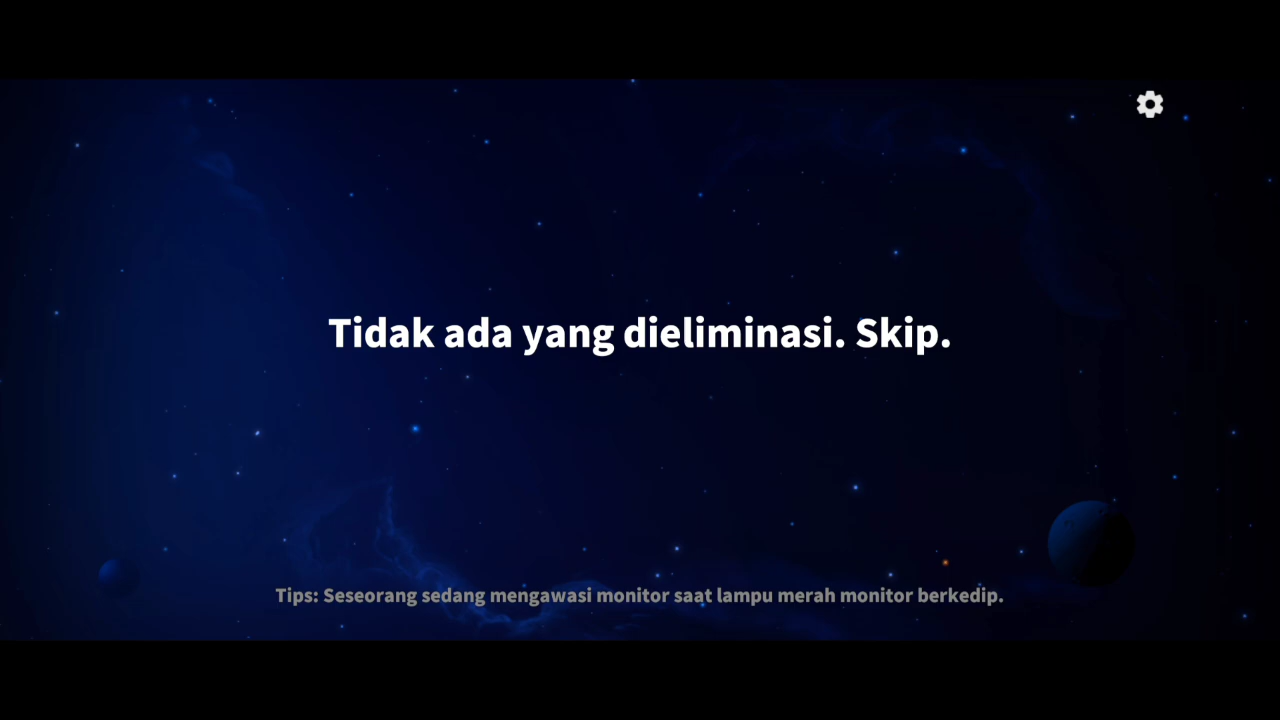 Tidak ada yang dieliminasi. Skip.
Tips: Seseorang sedang mengawasi monitor saat lampu merah monitor berkedip.